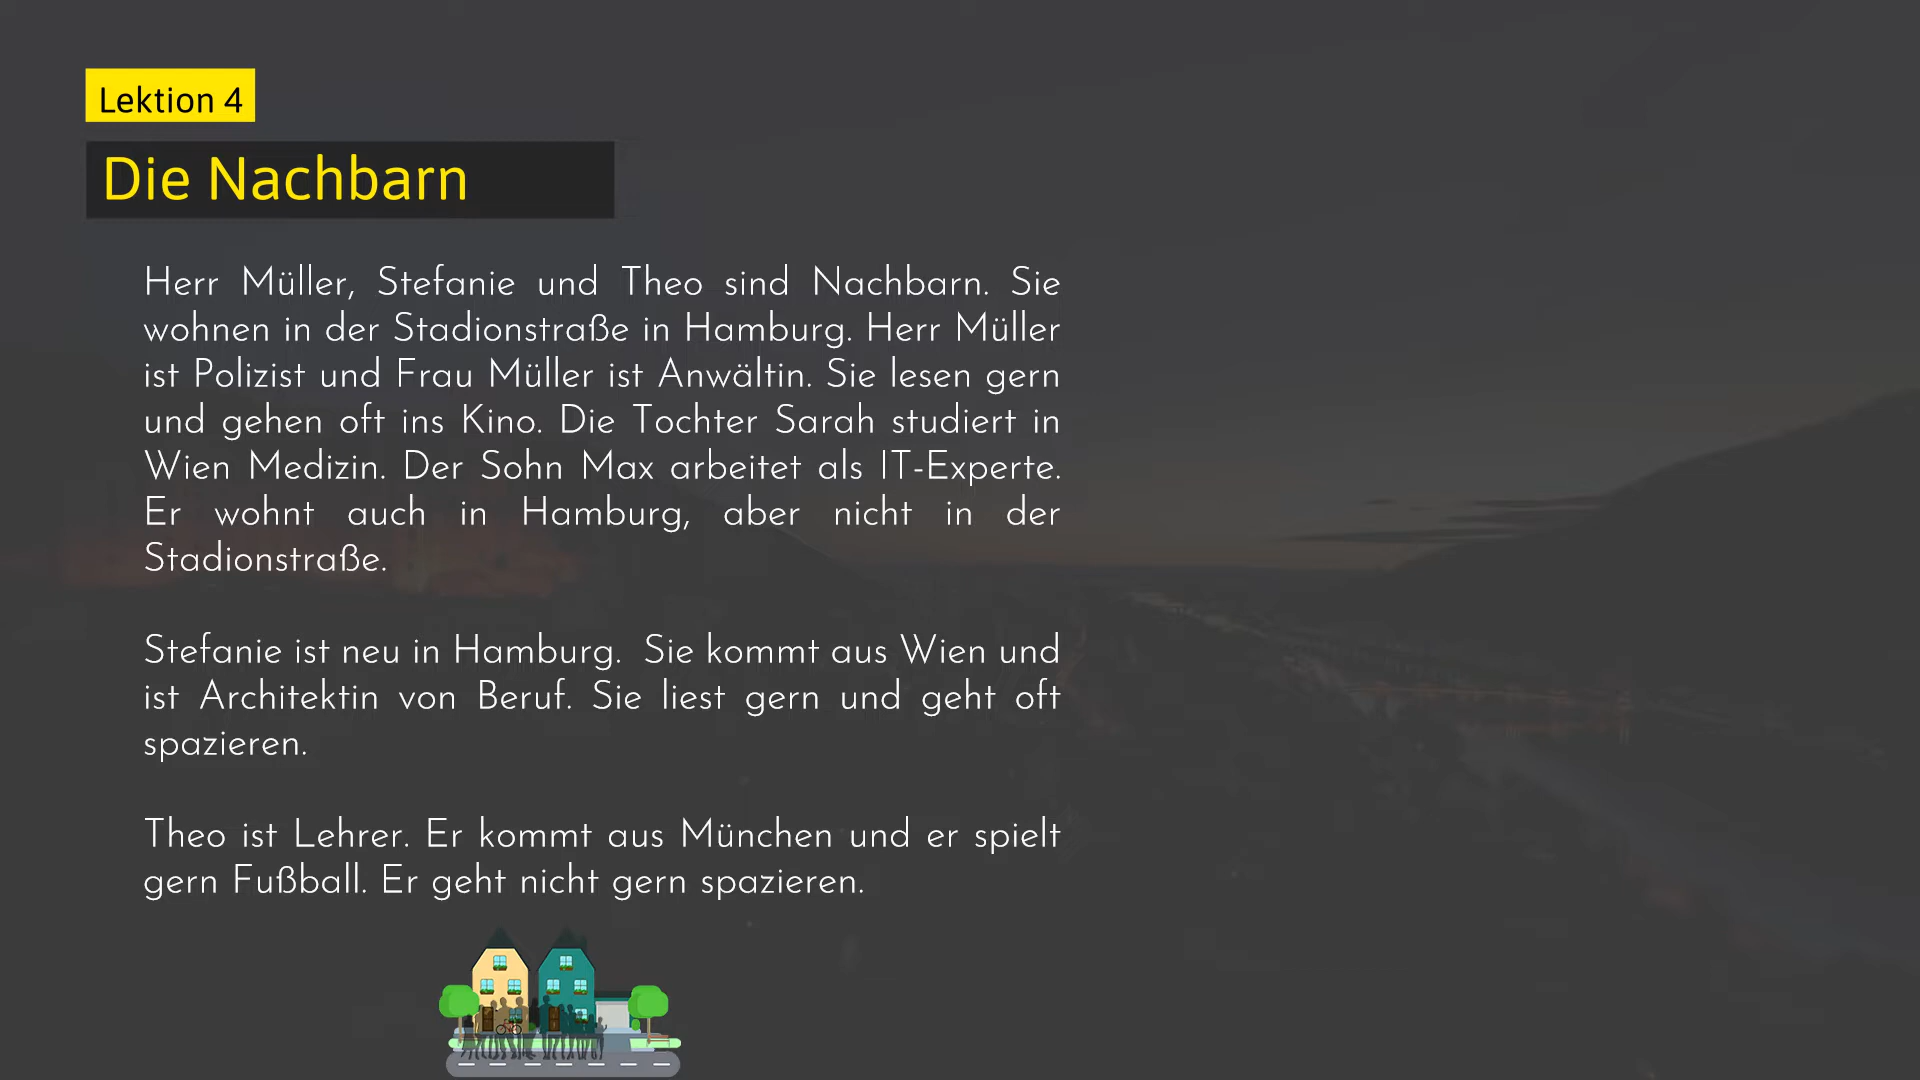 Lektion 4
Die Nachbarn
Herr Müller, Stefanie und Theo sind Nachbarn. Sie
wohnen in der Stadionstraße in Hamburg. Herr Müller
ist Polizist und Frau Müller ist Anwältin. Sie lesen gern
und gehen oft ins Kino. Die Tochter Sarah studiert in
Wien Medizin. Der Sohn Max arbeitet als IT-Experte.
Er wohnt auch in Hamburg, aber nicht in der
Stadionstraße.
Stefanie ist neu in Hamburg. Sie kommt aus Wien und
ist Architektin von Beruf. Sie liest gern und geht oft
spazieren.
Theo ist Lehrer. Er kommt aus München und er spielt
gern Fußball. Er geht nicht gern spazieren.